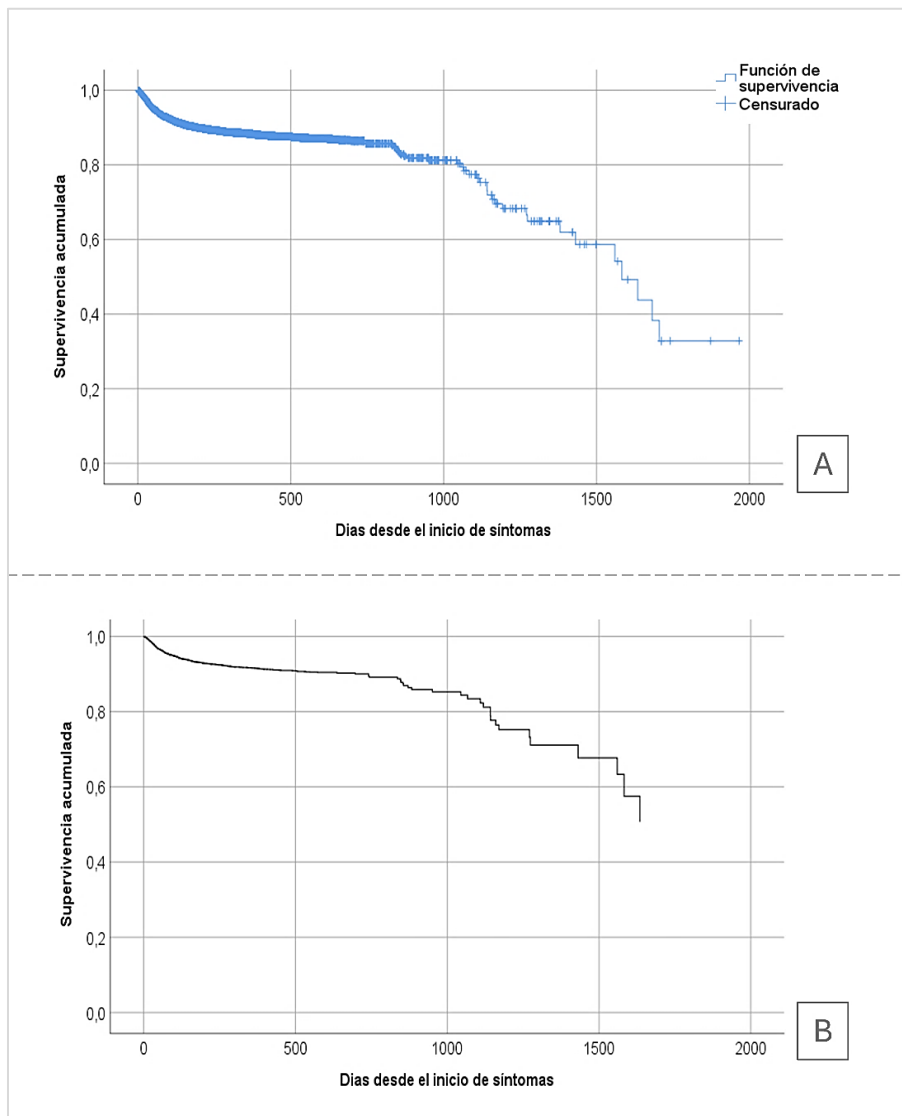 Función de
supervivencia
Censurado
1,0
0,8
0,6
0,4
0,2
0,0
Supervivencia acumulada
0 500 1000 1500 2000
Dias desde el inicio de síntomas
A
1,0
0,8
0,6
0,4
0,2
0,0
Supervivencia acumulada
0 500 1000 1500 2000
Dias desde el inicio de síntomas
B